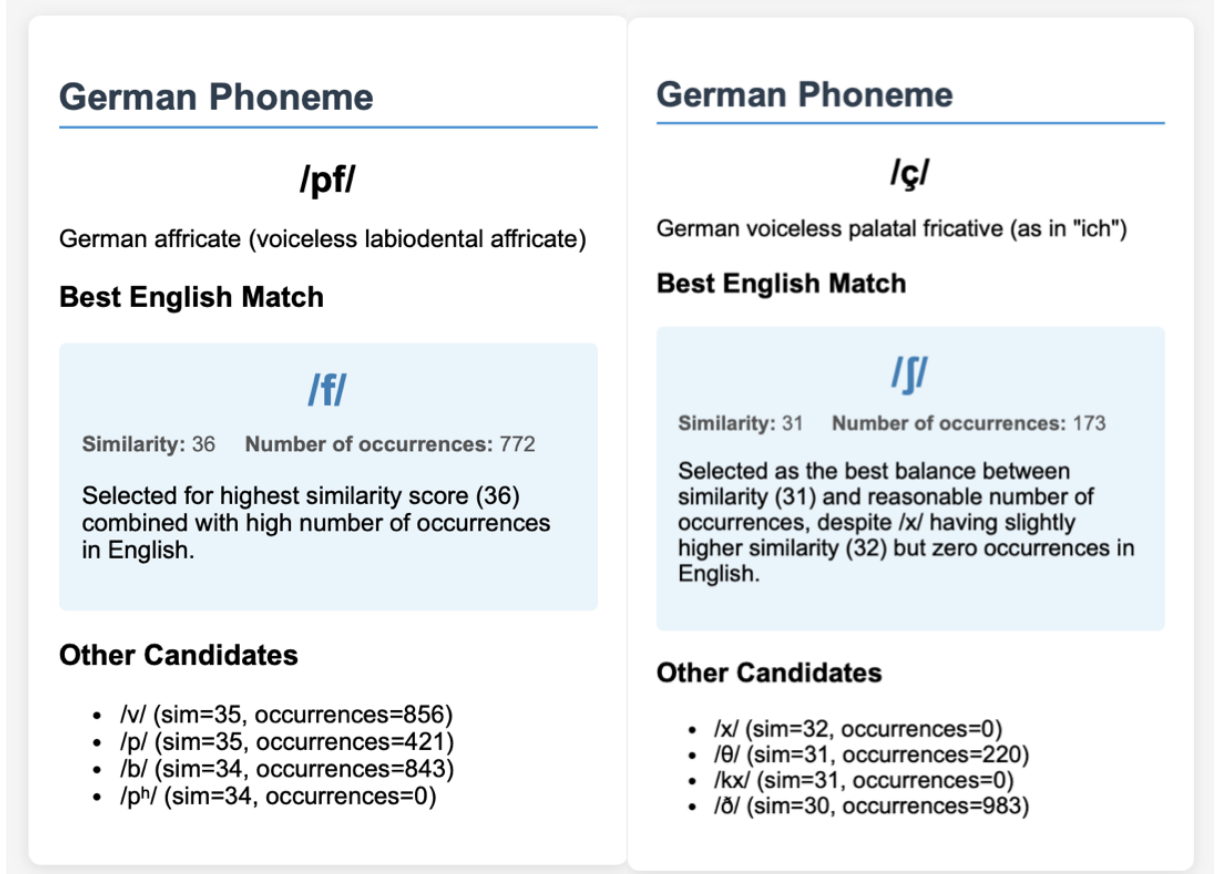 German Phoneme
/pf/
German affricate (voiceless labiodental affricate)
Best English Match
/f/
Similarity: 36 Number of occurrences: 772
Selected for highest similarity score (36)
combined with high number of occurrences
in English.
Other Candidates
• /v/ (sim=35, occurrences=856)
• /p/ (sim=35, occurrences=421)
• /b/ (sim=34, occurrences=843)
• /pʰ/ (sim=34, occurrences=0)
German Phoneme
/ç/
German voiceless palatal fricative (as in "ich")
Best English Match
/ʃ/
Similarity: 31 Number of occurrences: 173
Selected as the best balance between
similarity (31) and reasonable number of
occurrences, despite /x/ having slightly
higher similarity (32) but zero occurrences in
English.
Other Candidates
• /x/ (sim=32, occurrences=0)
• /θ/ (sim=31, occurrences=220)
• /kx/ (sim=31, occurrences=0)
• /ð/ (sim=30, occurrences=983)